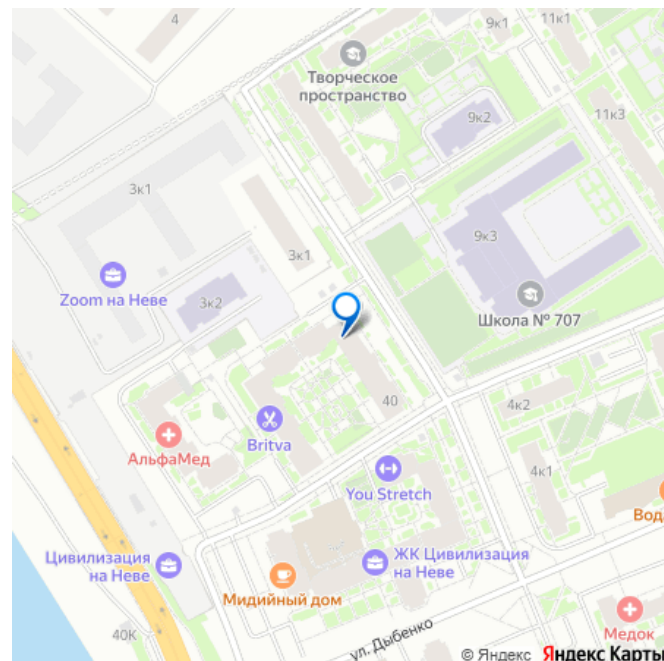 4
9к1
11к1
Творческое
пространство
9к2
11к3
3к1
3к1
9к3
Zoom на Неве
3к2
Школа № 707
40
4к2
Britva
АльфаМед
You Stretch
4к1
Вода
Цивилизация
на Неве
ЖК Цивилизация
на Неве
Мидийный дом
Медок
40К
ул. Дыбенко
© Яндекс Яндекс Карты